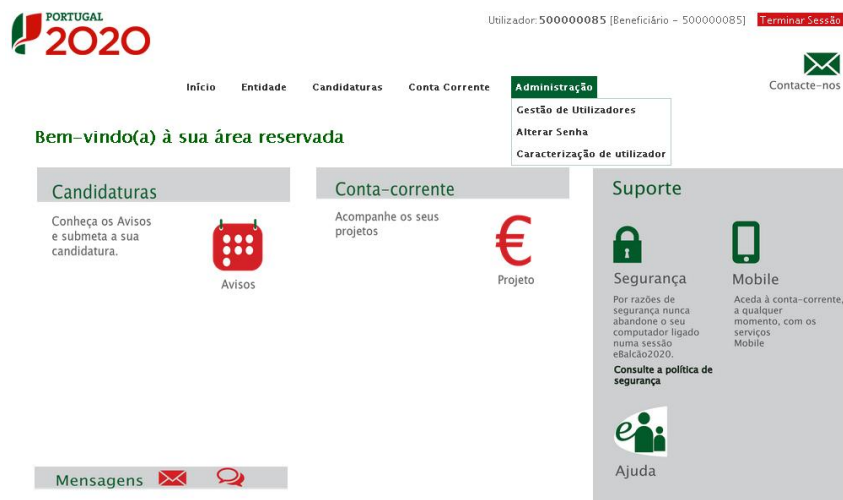 PORTUGAL
2020
Utilizador: 500000085 [Beneficiário - 500000085] Terminar Sessão
Contacte-nos
Início Entidade Candidaturas Conta Corrente Administração
Gestão de Utilizadores
Alterar Senha
Caracterização de utilizador
Bem-vindo(a) à sua área reservada
Candidaturas
Conheça os Avisos
e submeta a sua
candidatura.
Avisos
Conta-corrente
Acompanhe os seus
projetos
€
Projeto
Suporte
Segurança
Por razões de
segurança nunca
abandone o seu
computador ligado
numa sessão
eBalcão2020.
Consulte a política de
segurança
Mobile
Aceda à conta-corrente,
a qualquer
momento, com os
serviços
Mobile
Ajuda
Mensagens